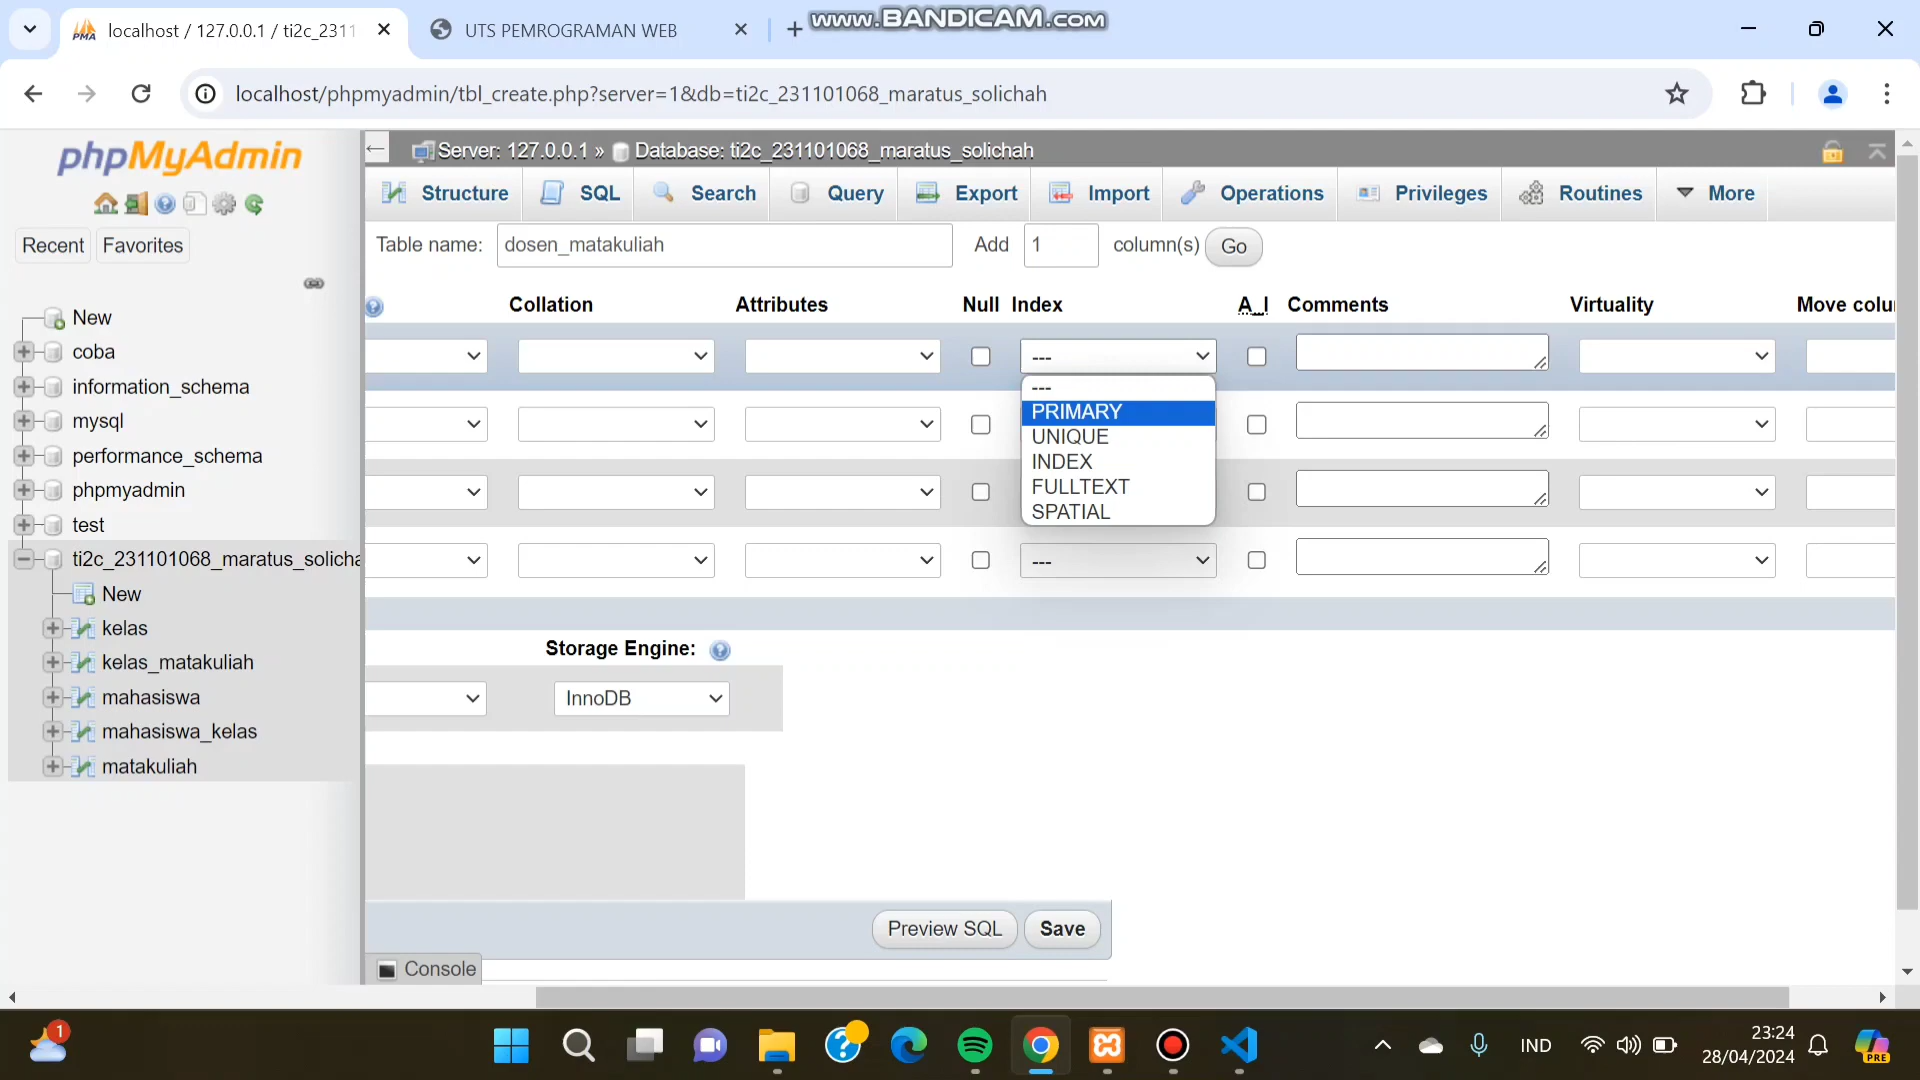 localhost / 127.0.0.1 / ti2c_2311
UTS PEMROGRAMAN WEB
www.BANDICAM.com
localhost/phpmyadmin/tbl_create.php?server=1&db=ti2c_231101068_maratus_solichah
phpMyAdmin
Server: 127.0.0.1 » Database: ti2c_231101068_maratus_solichah
Structure SQL Search Query Export Import Operations Privileges Routines More
Recent Favorites
Table name: dosen_matakuliah Add 1 column(s) Go
Collation Attributes Null Index A_I Comments Virtuality Move colu
New
coba
information_schema
mysql
performance_schema
phpmyadmin
test
ti2c_231101068_maratus_solicha
New
kelas
kelas_matakuliah
mahasiswa
mahasiswa_kelas
matakuliah
---
---
PRIMARY
UNIQUE
INDEX
FULLTEXT
SPATIAL
---
Storage Engine:
InnoDB
Preview SQL Save
Console
1
IND
23:24
28/04/2024
PRE